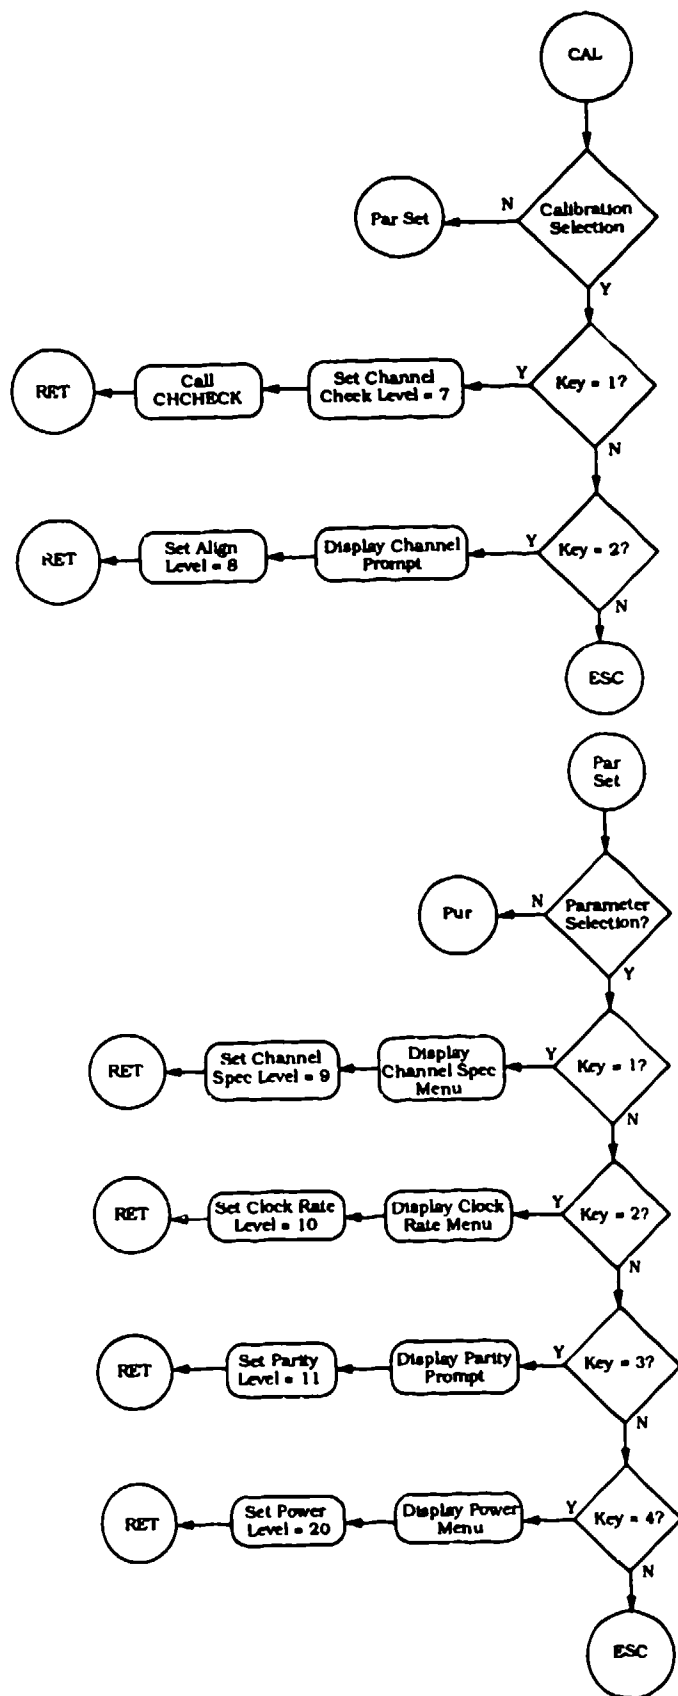 CAL
N
Par Set
Calibration
Selection
Y
RET
Call
CHCHECK
Set Channel
Check Level = 7
Y
Key = 1?
N
RET
Set Align
Level = 8
Display Channel
Prompt
Y
Key = 2?
N
ESC
Par
Set
Pur
N
Parameter
Selection?
Y
RET
Set Channel
Spec Level = 9
Display
Channel Spec
Menu
Y
Key = 1?
N
RET
Set Clock Rate
Level = 10
Display Clock
Rate Menu
Y
Key = 2?
N
RET
Set Parity
Level = 11
Display Parity
Prompt
Y
Key = 3?
N
RET
Set Power
Level = 20
Display Power
Menu
Y
Key = 4?
N
ESC